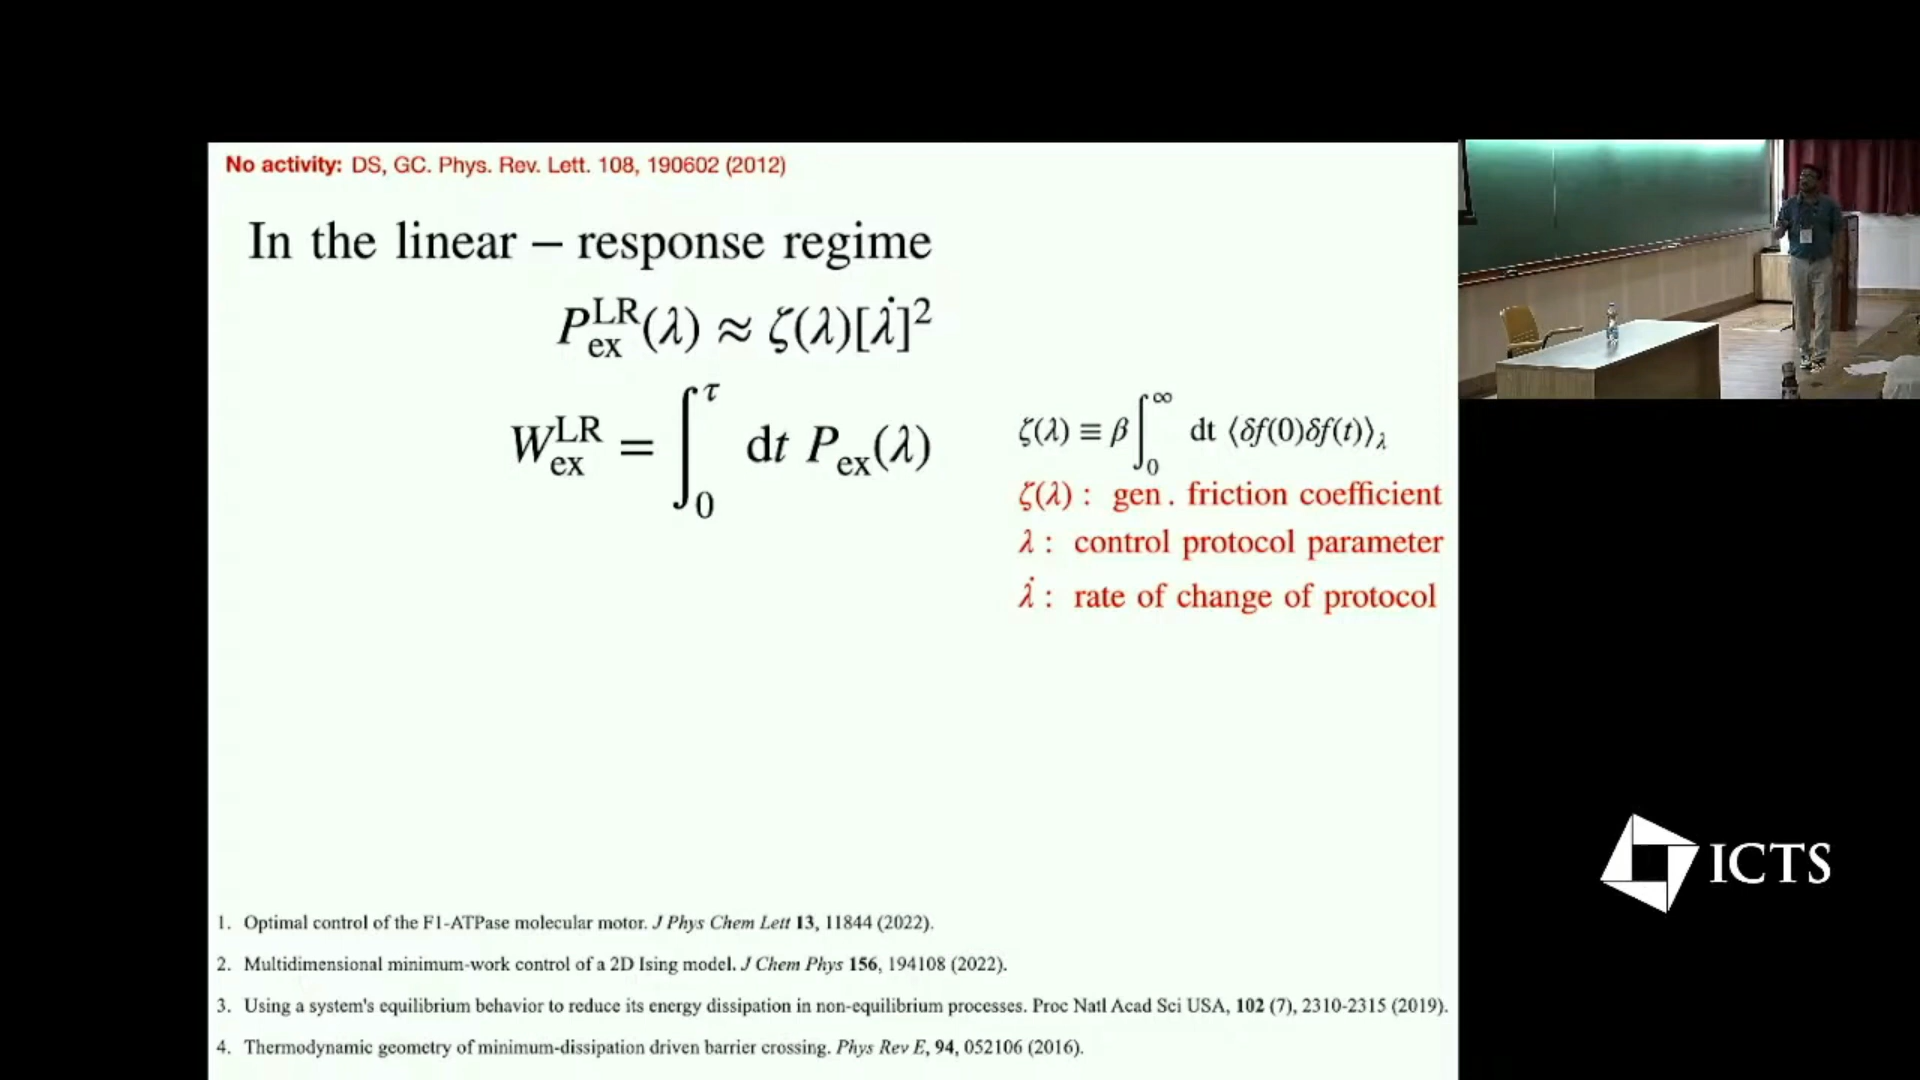 No activity: DS, GC. Phys. Rev. Lett. 108, 190602 (2012)
In the linear – response regime
P_ex^LR(λ) ≈ ζ(λ)[λ̇]²
W_ex^LR = ∫_0^τ dt P_ex(λ)
ζ(λ) ≡ β∫_0^∞ dt ⟨δf(0)δf(t)⟩_λ
ζ(λ) : gen . friction coefficient
λ : control protocol parameter
λ̇ : rate of change of protocol
1. Optimal control of the F1-ATPase molecular motor. J Phys Chem Lett 13, 11844 (2022).
2. Multidimensional minimum-work control of a 2D Ising model. J Chem Phys 156, 194108 (2022).
3. Using a system's equilibrium behavior to reduce its energy dissipation in non-equilibrium processes. Proc Natl Acad Sci USA, 102 (7), 2310-2315 (2019).
4. Thermodynamic geometry of minimum-dissipation driven barrier crossing. Phys Rev E, 94, 052106 (2016).
ICTS